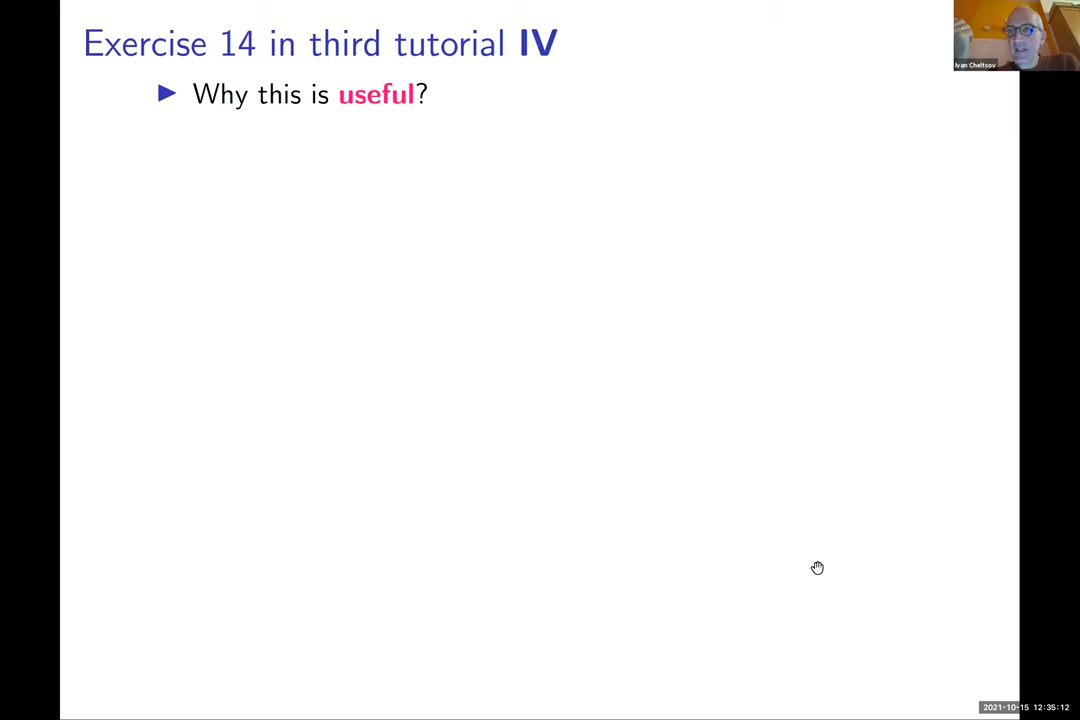 Exercise 14 in third tutorial IV
Ivan Cheltsov
▶ Why this is useful?
2021-10-15 12:35:12